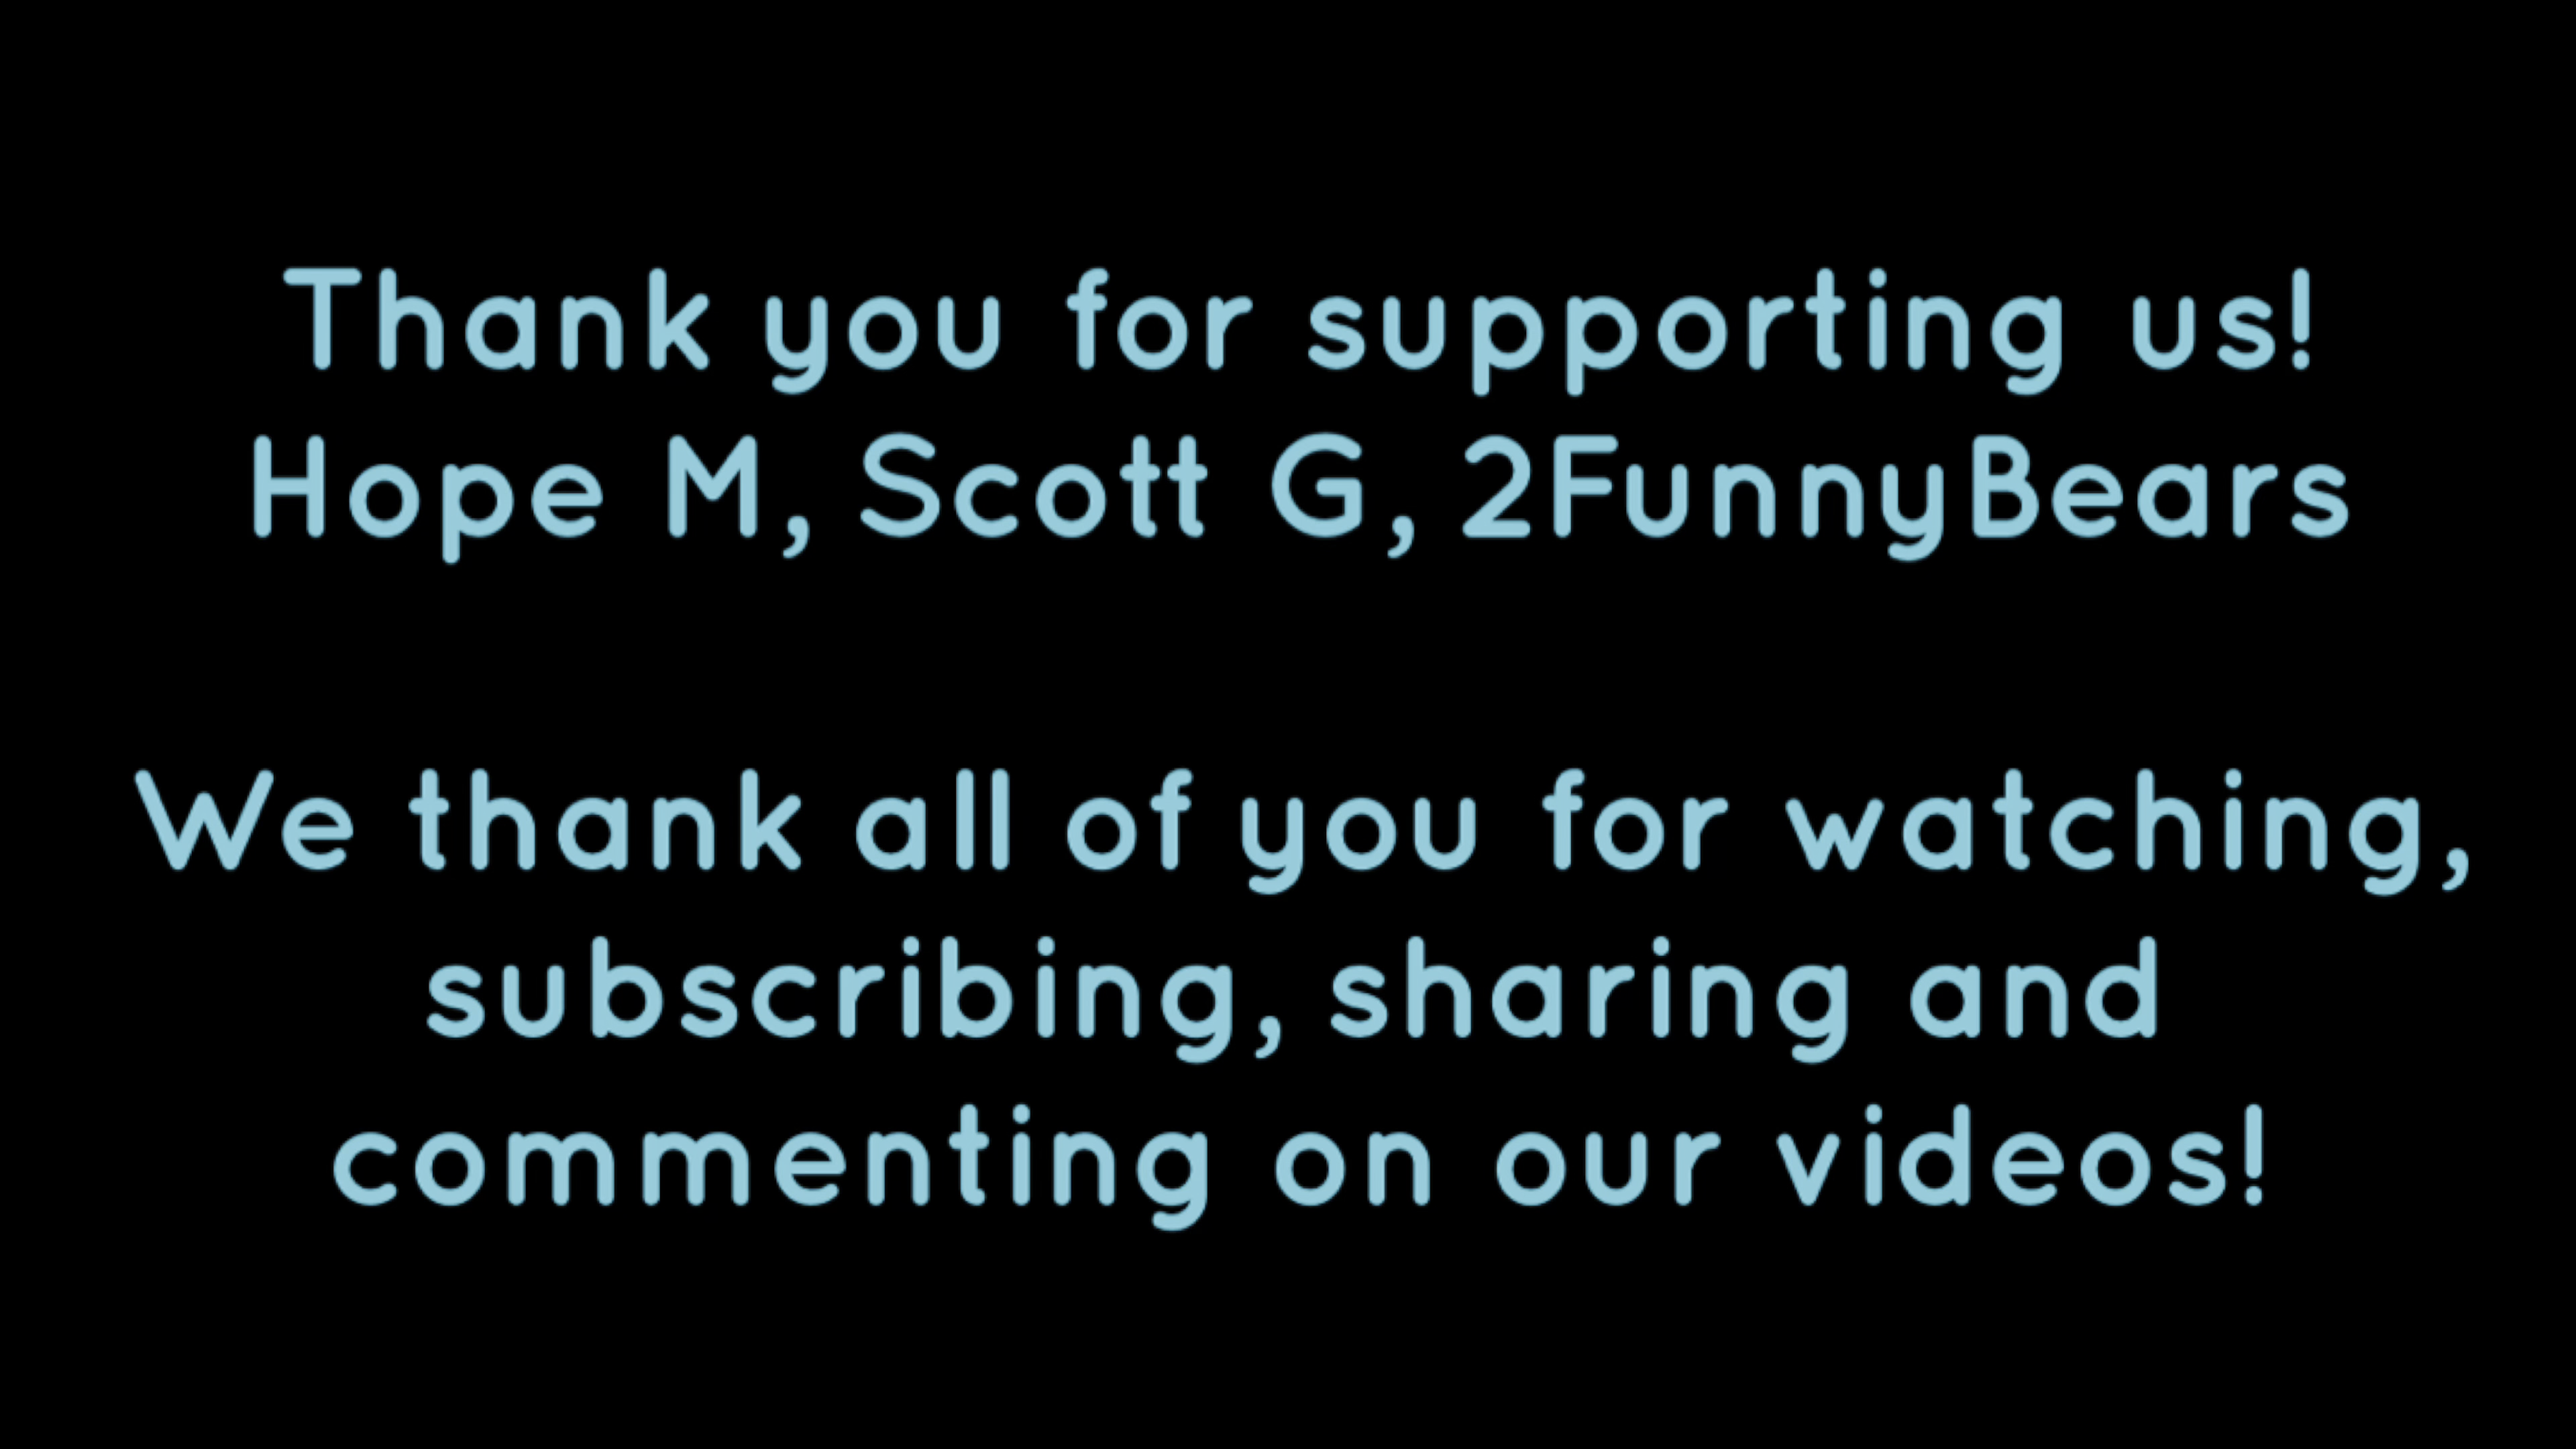 Thank you for supporting us!
Hope M, Scott G, 2FunnyBears
We thank all of you for watching,
subscribing, sharing and
commenting on our videos!